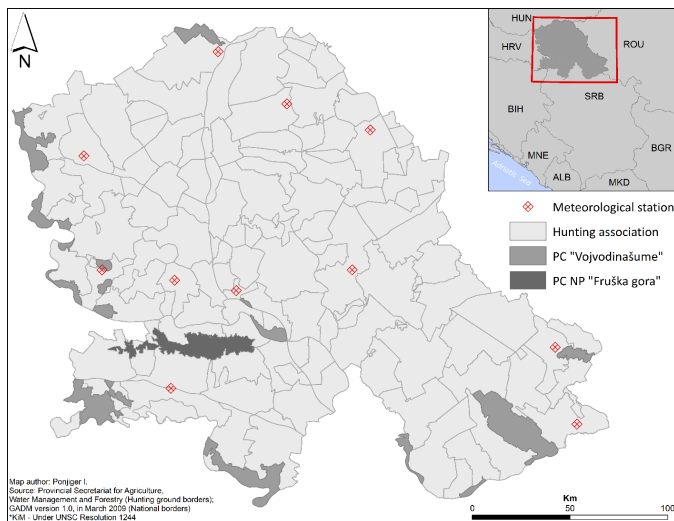 N
HUN
HRV
ROU
SRB
BIH
BGR
MNE
ALB
MKD
Adriatic Sea
Meteorological station
Hunting association
PC "Vojvodinašume"
PC NP "Fruška gora"
Map author: Ponjiger I.
Source: Provincial Secretariat for Agriculture,
Water Management and Forestry (Hunting ground borders);
GADM version 1.0, in March 2009 (National borders)
*KiM - Under UNSC Resolution 1244
Km
0 50 100